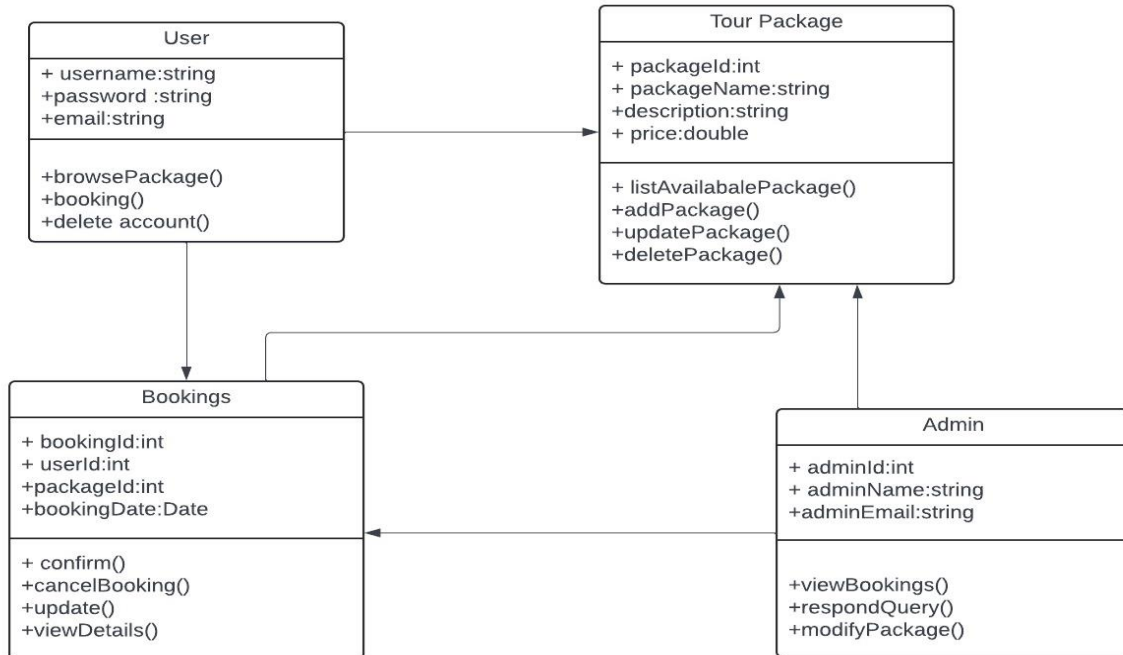 User
+ username:string
+password :string
+email:string
+browsePackage()
+booking()
+delete account()
Tour Package
+ packageId:int
+ packageName:string
+description:string
+ price:double
+ listAvailabalePackage()
+addPackage()
+updatePackage()
+deletePackage()
Bookings
+ bookingId:int
+ userId:int
+packageId:int
+bookingDate:Date
+ confirm()
+cancelBooking()
+update()
+viewDetails()
Admin
+ adminId:int
+ adminName:string
+adminEmail:string
+viewBookings()
+respondQuery()
+modifyPackage()